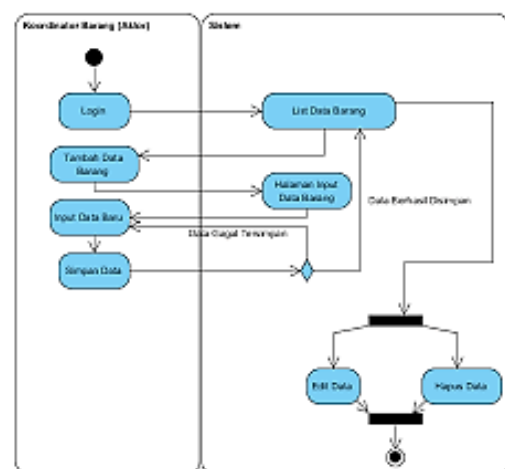 Koordinator Barang (Aktor)
Sistem
Login
List Data Barang
Tambah Data
Barang
Halaman Input
Data Barang
Data Berhasil Disimpan
Input Data Baru
Data Gagal Tersimpan
Simpan Data
Edit Data
Hapus Data